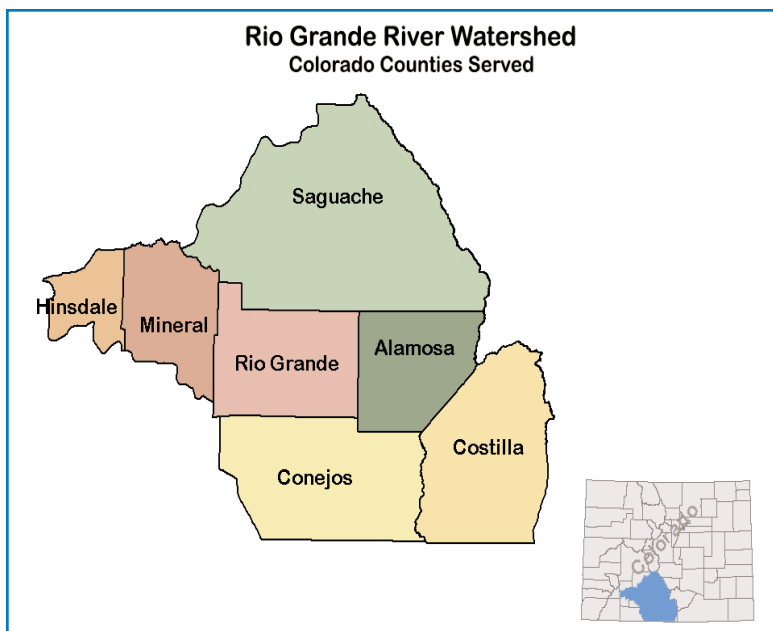 Rio Grande River Watershed
Colorado Counties Served
Saguache
Hinsdale
Mineral
Rio Grande
Alamosa
Costilla
Conejos
Colorado